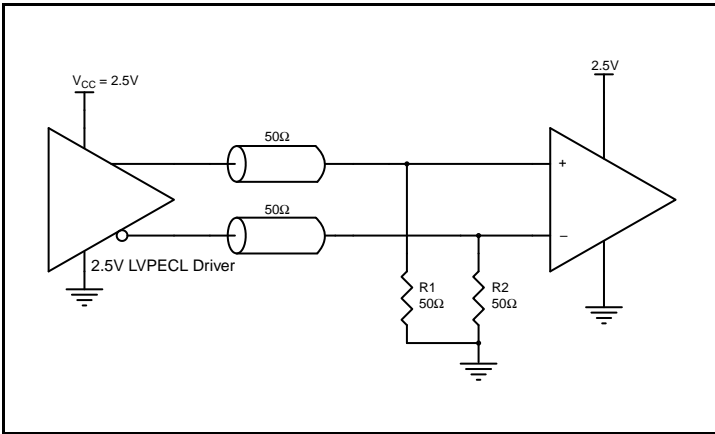 V_CC = 2.5V
2.5V
50Ω
+
50Ω
–
2.5V LVPECL Driver
R1
50Ω
R2
50Ω